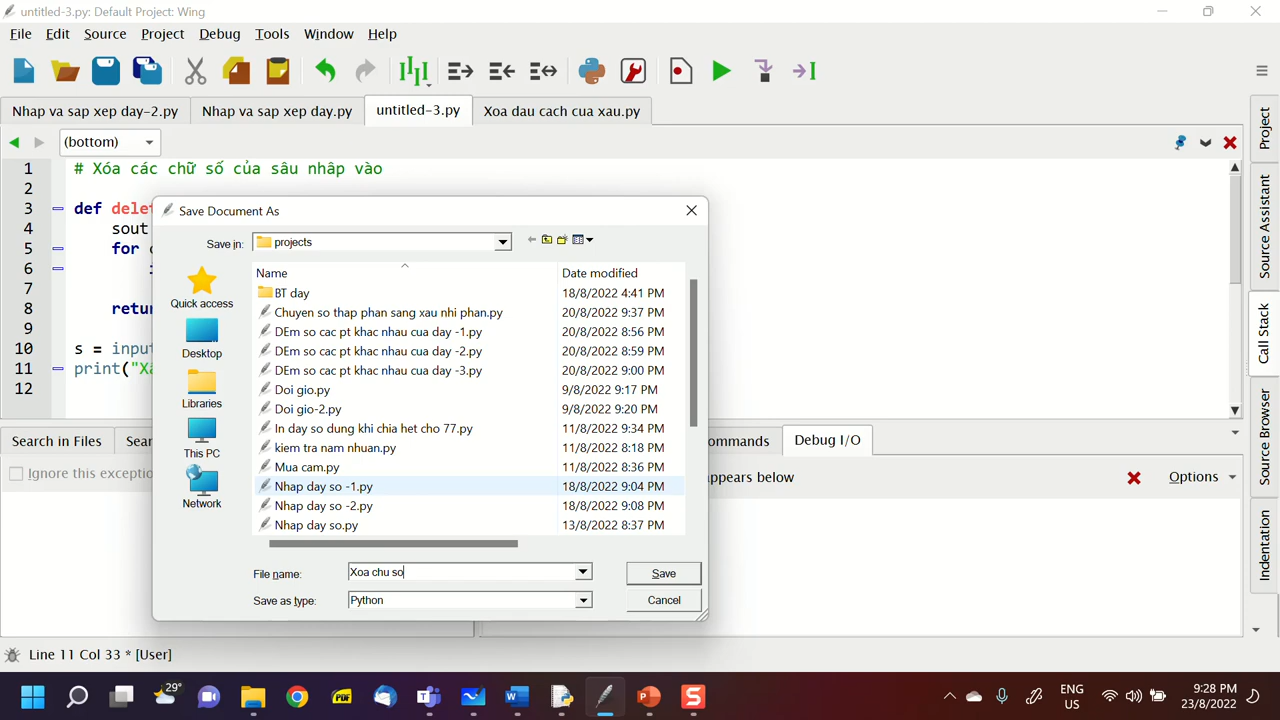 untitled-3.py: Default Project: Wing
File Edit Source Project Debug Tools Window Help
Nhap va sap xep day-2.py Nhap va sap xep day.py untitled-3.py Xoa dau cach cua xau.py
(bottom)
1 # Xóa các chữ số của sâu nhâp vào
2
3 def delet
4 sout
5 for
6
7
8 retur
9
10 s = input
11 print("Xâ
12
Project
Source Assistant
Call Stack
Source Browser
Indentation
Save Document As
Save in: projects
Name Date modified
BT day 18/8/2022 4:41 PM
Chuyen so thap phan sang xau nhi phan.py 20/8/2022 9:37 PM
DEm so cac pt khac nhau cua day -1.py 20/8/2022 8:56 PM
DEm so cac pt khac nhau cua day -2.py 20/8/2022 8:59 PM
DEm so cac pt khac nhau cua day -3.py 20/8/2022 9:00 PM
Doi gio.py 9/8/2022 9:17 PM
Doi gio-2.py 9/8/2022 9:20 PM
In day so dung khi chia het cho 77.py 11/8/2022 9:34 PM
kiem tra nam nhuan.py 11/8/2022 8:18 PM
Mua cam.py 11/8/2022 8:36 PM
Nhap day so -1.py 18/8/2022 9:04 PM
Nhap day so -2.py 18/8/2022 9:08 PM
Nhap day so.py 13/8/2022 8:37 PM
Quick access
Desktop
Libraries
This PC
Network
File name: Xoa chu so Save
Save as type: Python Cancel
Search in Files Sear ommands Debug I/O
Ignore this exceptio appears below Options
Line 11 Col 33 * [User]
29°
PDF
ENG
US
9:28 PM
23/8/2022